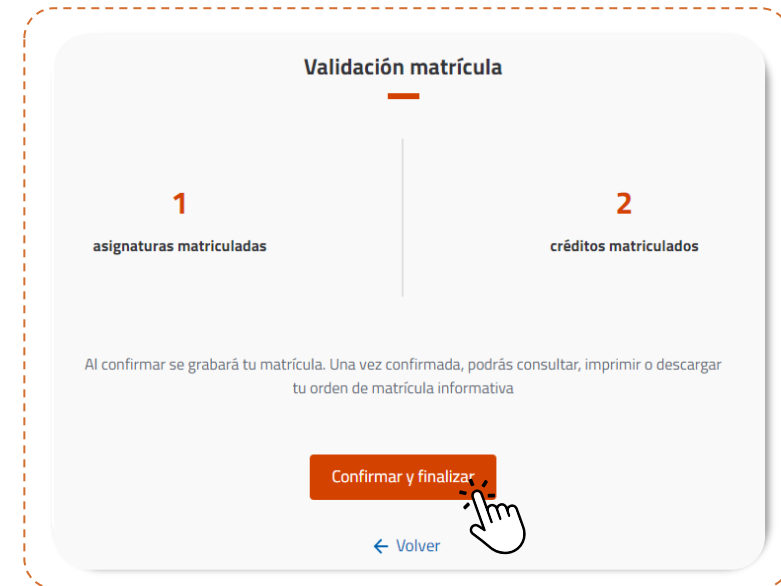 Validación matrícula
1
asignaturas matriculadas
2
créditos matriculados
Al confirmar se grabará tu matrícula. Una vez confirmada, podrás consultar, imprimir o descargar
tu orden de matrícula informativa
Confirmar y finalizar
← Volver